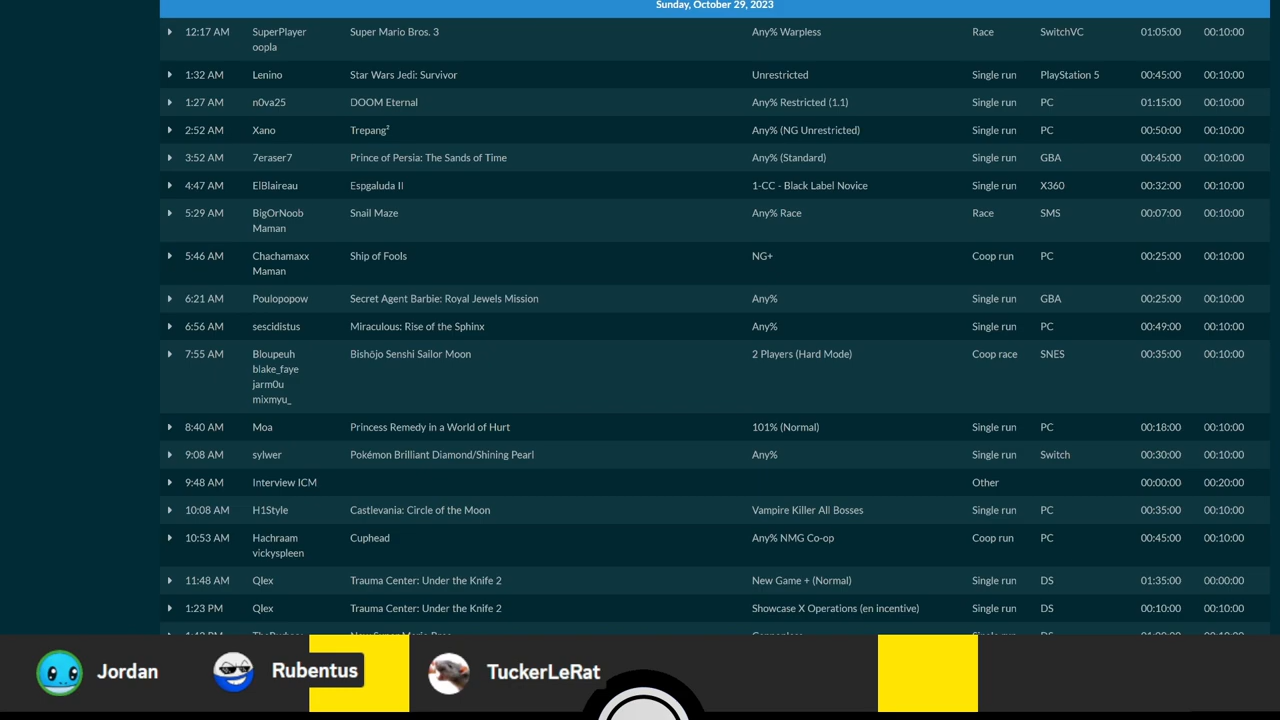 Sunday, October 29, 2023
12:17 AM SuperPlayer Super Mario Bros. 3 Any% Warpless Race SwitchVC 01:05:00 00:10:00
oopla
1:32 AM Lenino Star Wars Jedi: Survivor Unrestricted Single run PlayStation 5 00:45:00 00:10:00
1:27 AM n0va25 DOOM Eternal Any% Restricted (1.1) Single run PC 01:15:00 00:10:00
2:52 AM Xano Trepang² Any% (NG Unrestricted) Single run PC 00:50:00 00:10:00
3:52 AM 7eraser7 Prince of Persia: The Sands of Time Any% (Standard) Single run GBA 00:45:00 00:10:00
4:47 AM ElBlaireau Espgaluda II 1-CC - Black Label Novice Single run X360 00:32:00 00:10:00
5:29 AM BigOrNoob Snail Maze Any% Race Race SMS 00:07:00 00:10:00
Maman
5:46 AM Chachamaxx Ship of Fools NG+ Coop run PC 00:25:00 00:10:00
Maman
6:21 AM Poulopopow Secret Agent Barbie: Royal Jewels Mission Any% Single run GBA 00:25:00 00:10:00
6:56 AM sescidistus Miraculous: Rise of the Sphinx Any% Single run PC 00:49:00 00:10:00
7:55 AM Bloupeuh Bishōjo Senshi Sailor Moon 2 Players (Hard Mode) Coop race SNES 00:35:00 00:10:00
blake_faye
jarm0u
mixmyu_
8:40 AM Moa Princess Remedy in a World of Hurt 101% (Normal) Single run PC 00:18:00 00:10:00
9:08 AM sylwer Pokémon Brilliant Diamond/Shining Pearl Any% Single run Switch 00:30:00 00:10:00
9:48 AM Interview ICM Other 00:00:00 00:20:00
10:08 AM H1Style Castlevania: Circle of the Moon Vampire Killer All Bosses Single run PC 00:35:00 00:10:00
10:53 AM Hachraam Cuphead Any% NMG Co-op Coop run PC 00:45:00 00:10:00
vickyspleen
11:48 AM Qlex Trauma Center: Under the Knife 2 New Game + (Normal) Single run DS 01:35:00 00:00:00
1:23 PM Qlex Trauma Center: Under the Knife 2 Showcase X Operations (en incentive) Single run DS 00:10:00 00:10:00
Jordan Rubentus TuckerLeRat